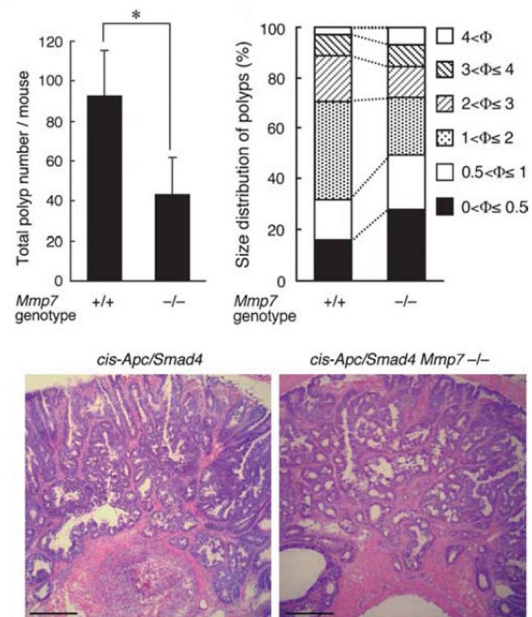 Total polyp number / mouse
120
100
80
60
40
20
0
*
Mmp7 genotype
+/+
–/–
Size distribution of polyps (%)
100
80
60
40
20
0
Mmp7 genotype
+/+
–/–
4<Φ
3<Φ≤ 4
2<Φ≤ 3
1<Φ≤ 2
0.5<Φ≤ 1
0<Φ≤ 0.5
cis-Apc/Smad4
cis-Apc/Smad4 Mmp7 –/–